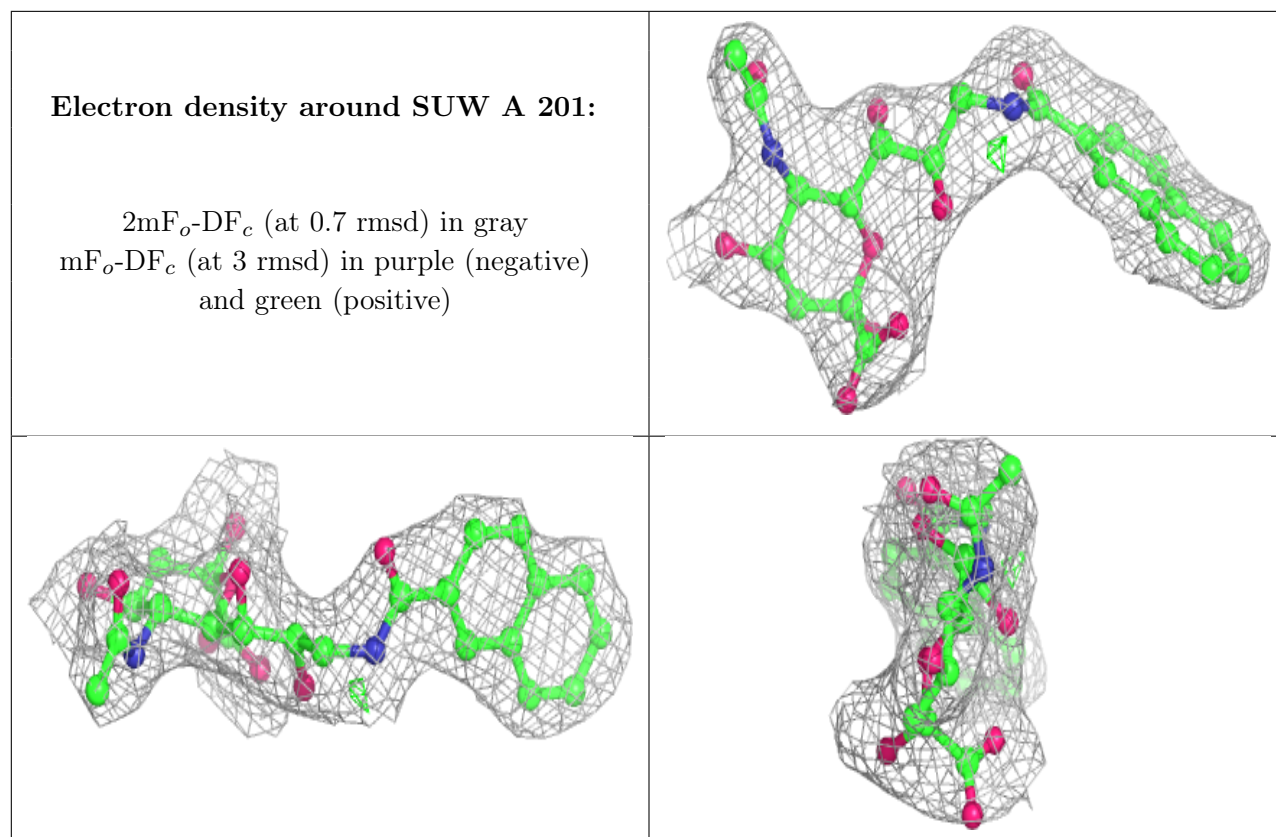 Electron density around SUW A 201:
2mFo-DFc (at 0.7 rmsd) in gray
mFo-DFc (at 3 rmsd) in purple (negative)
and green (positive)